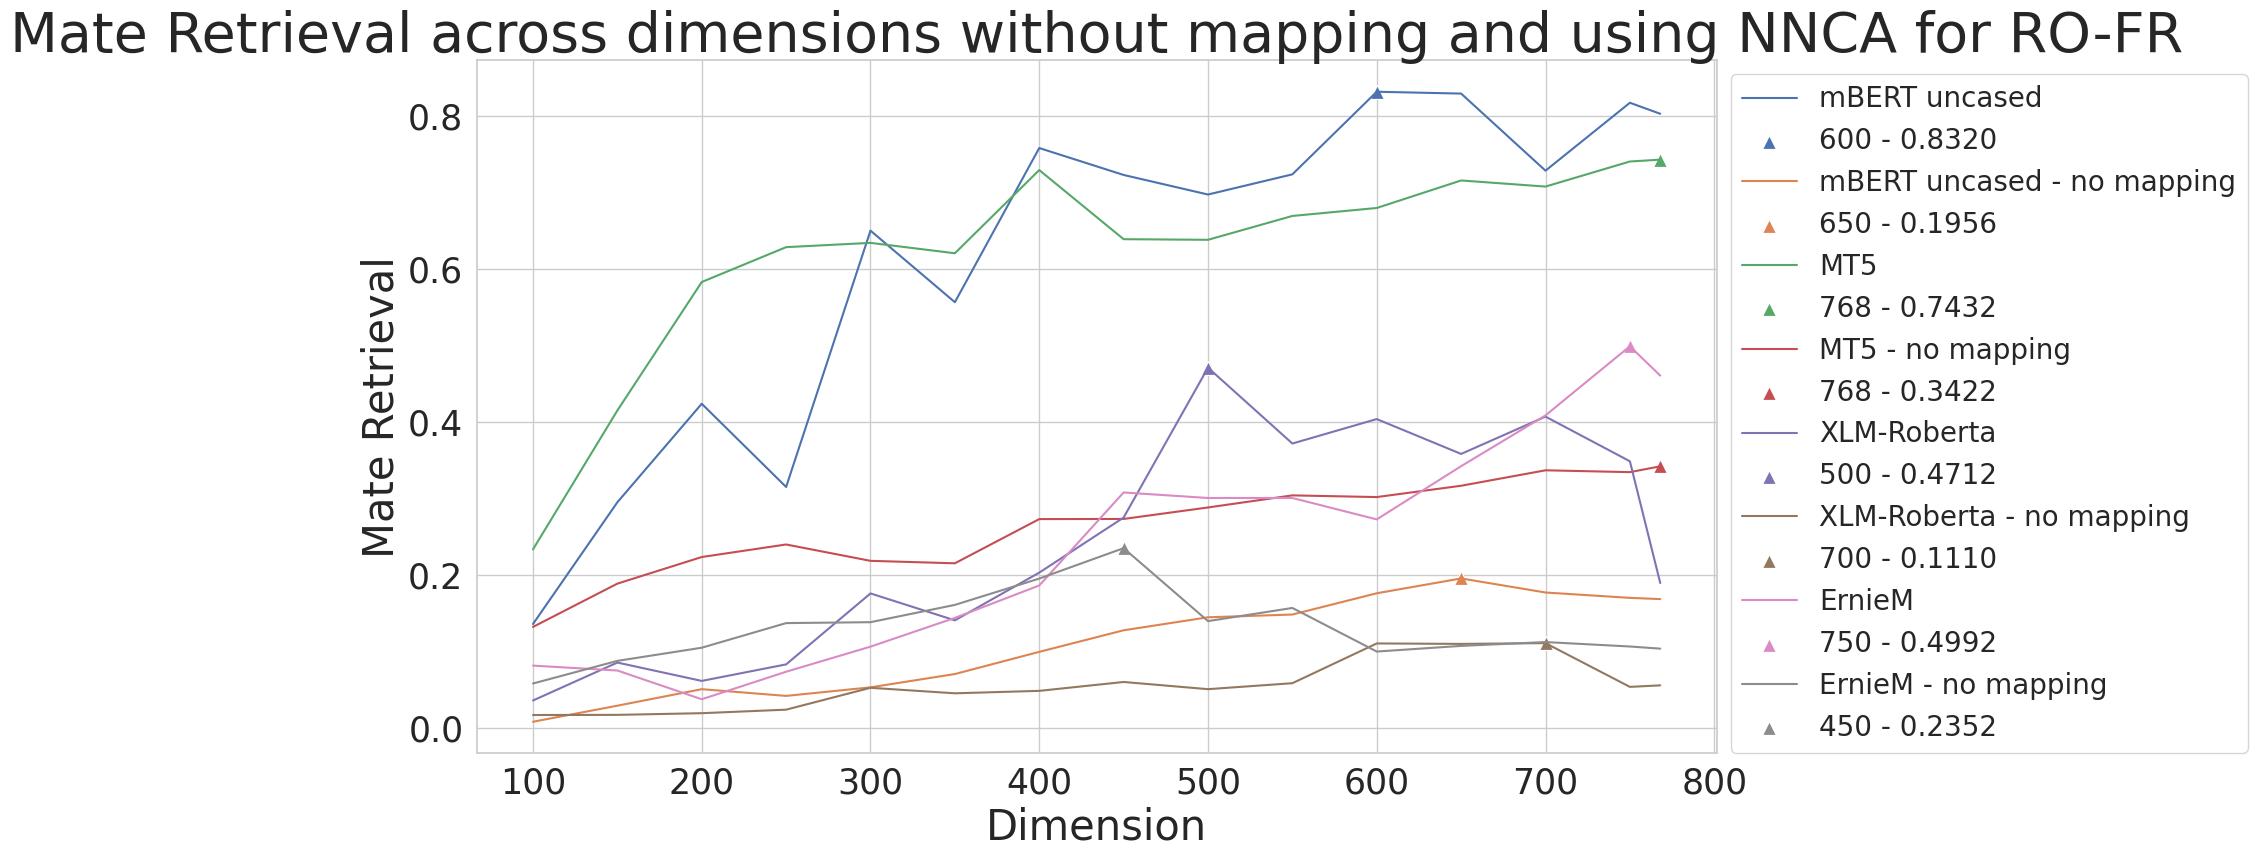 Mate Retrieval across dimensions without mapping and using NNCA for RO-FR
Mate Retrieval
0.8
0.6
0.4
0.2
0.0
100 200 300 400 500 600 700 800
Dimension
mBERT uncased
600 - 0.8320
mBERT uncased - no mapping
650 - 0.1956
MT5
768 - 0.7432
MT5 - no mapping
768 - 0.3422
XLM-Roberta
500 - 0.4712
XLM-Roberta - no mapping
700 - 0.1110
ErnieM
750 - 0.4992
ErnieM - no mapping
450 - 0.2352